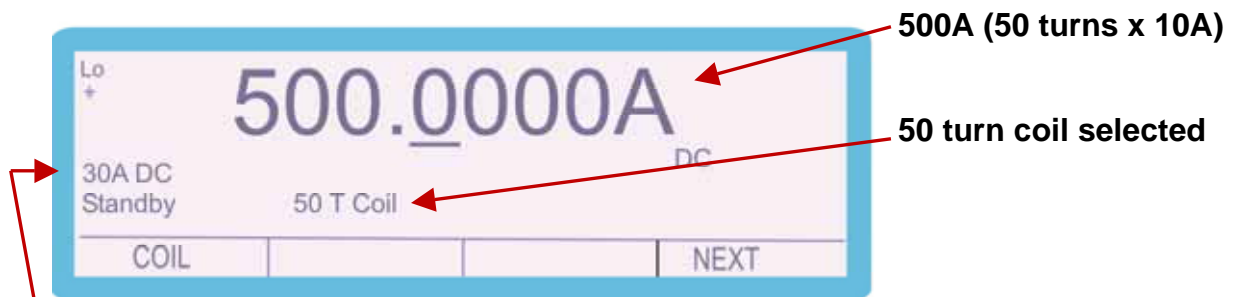 500A (50 turns x 10A)
Lo
+
500.0000A
50 turn coil selected
DC
30A DC
Standby
50 T Coil
COIL
NEXT